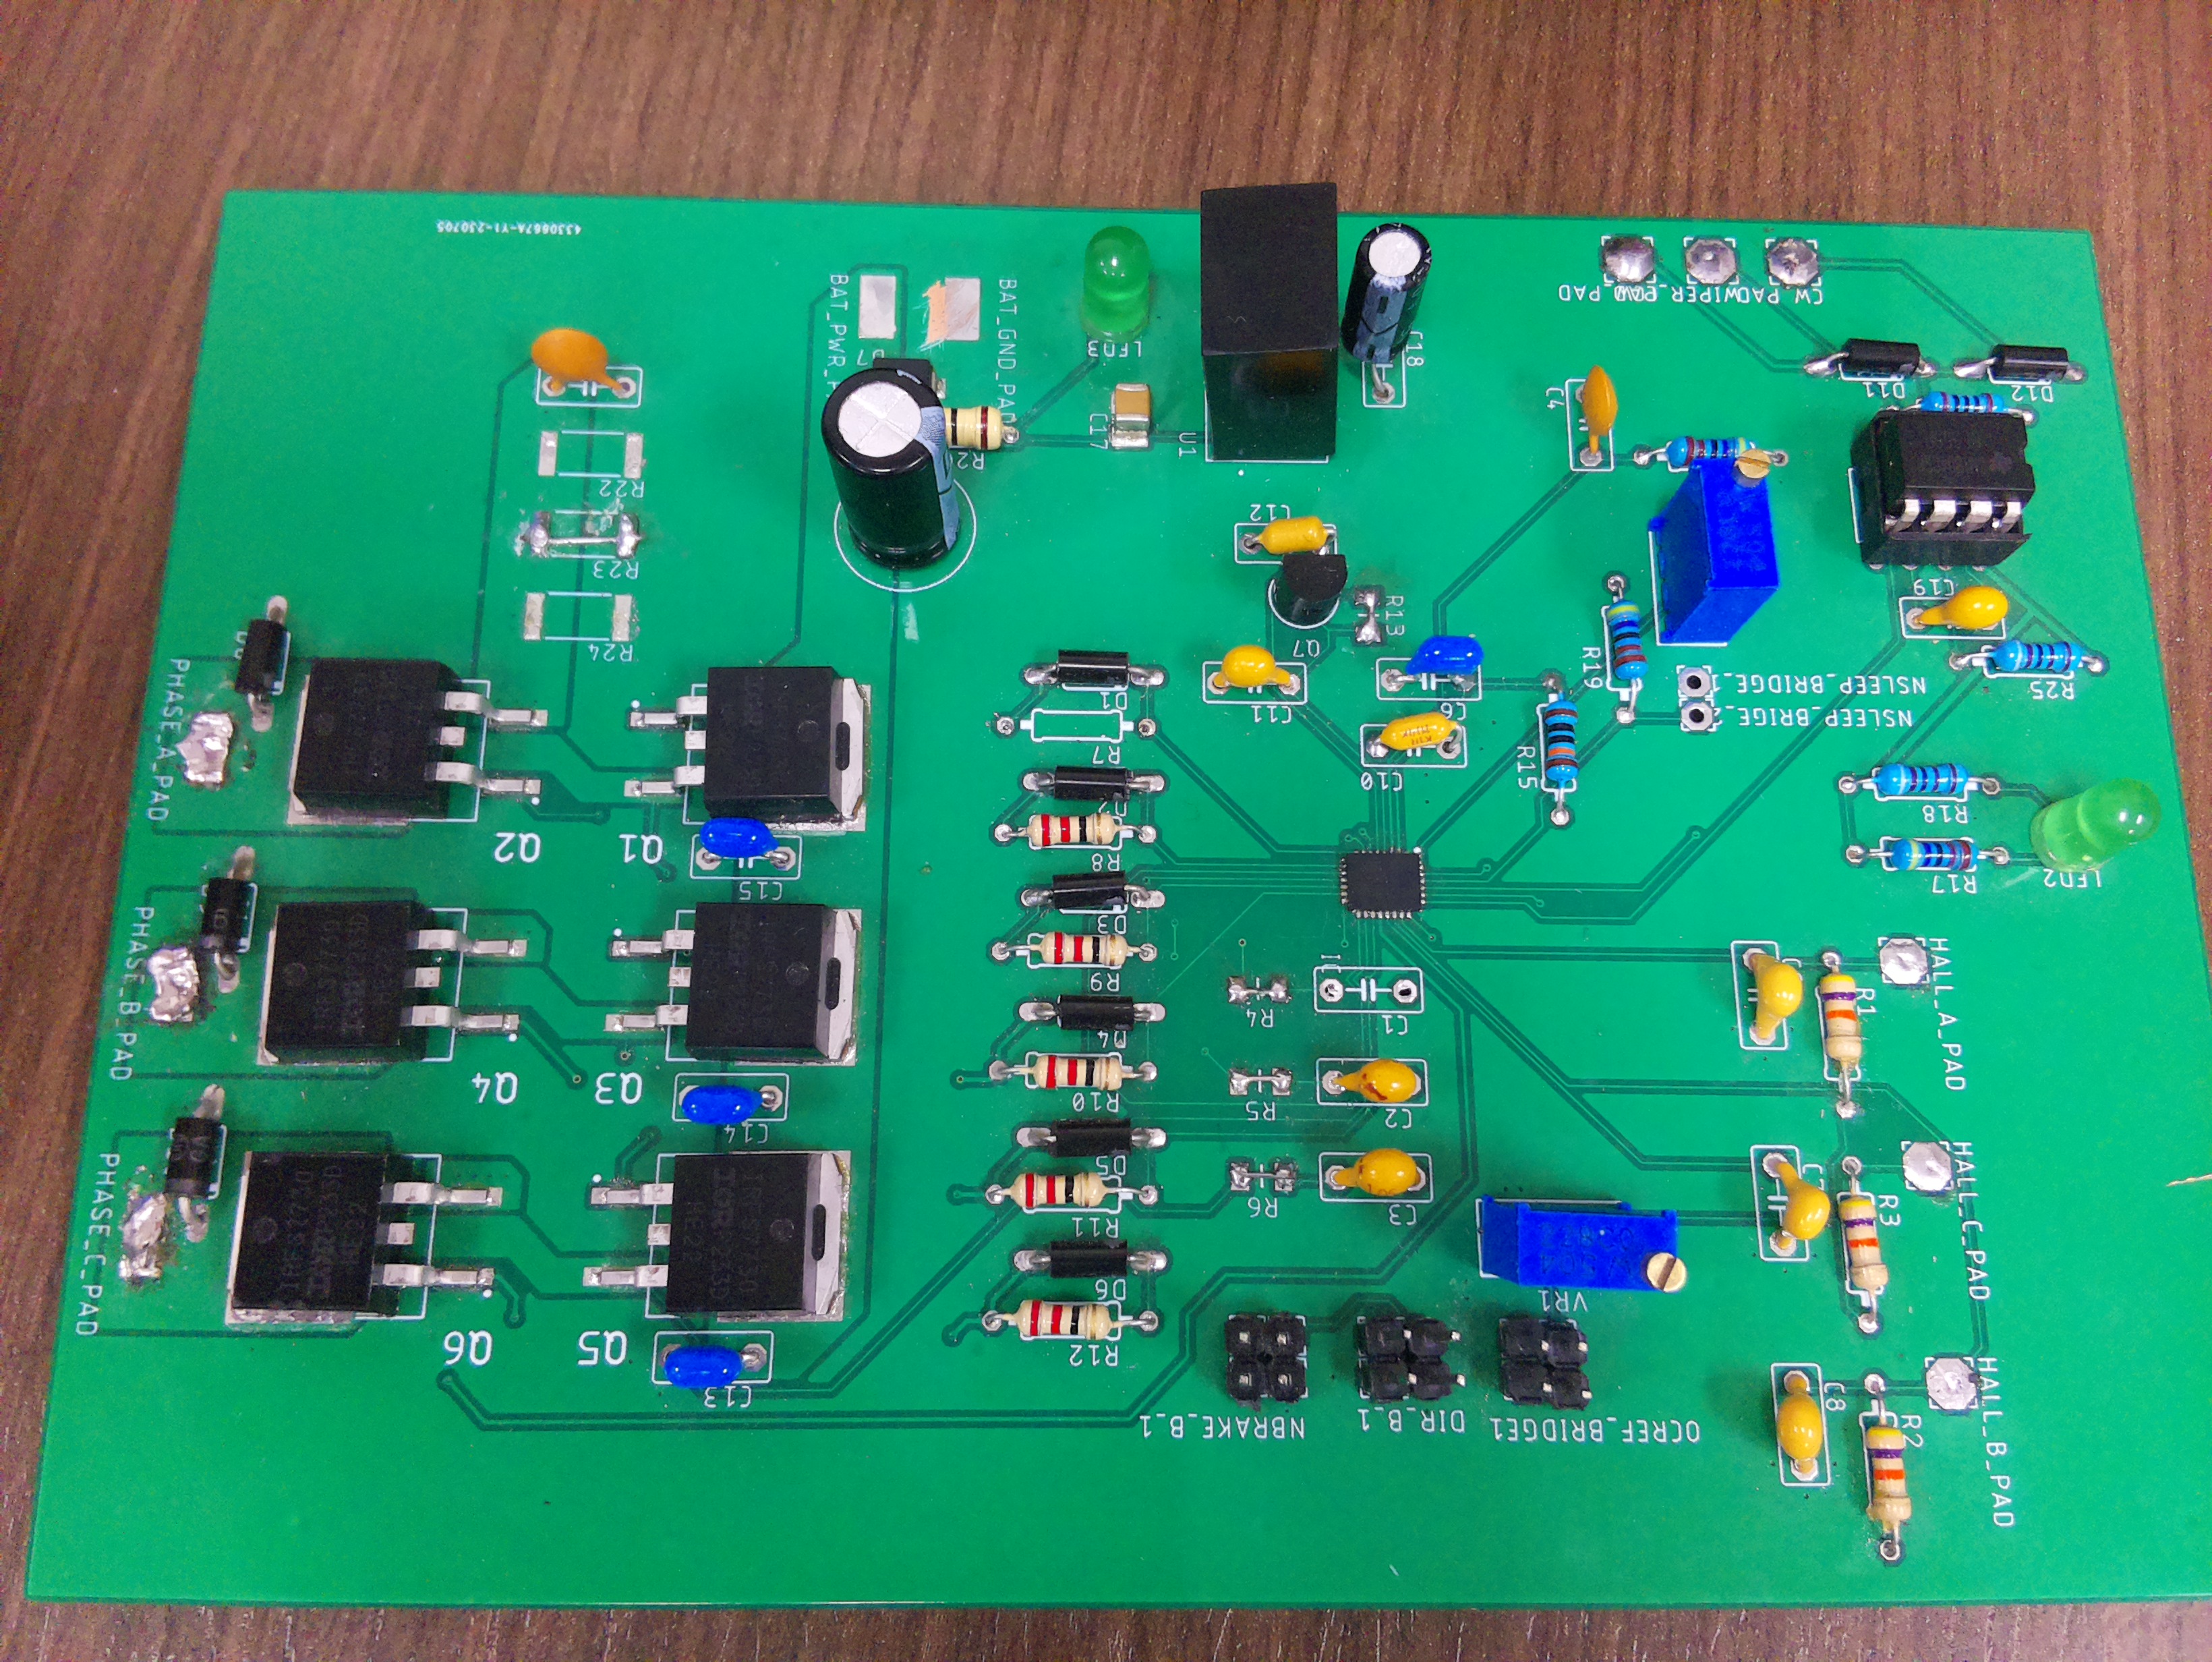 4330667A-Y1-230705
BAT_PWR_P
BAT_GND_PAD
LED3
C17
U1
C18
CW_PAD
D11
D12
C4
R22
R23
R24
C12
Q7
R13
C19
R25
C11
C6
C10
R19
R15
NSLEEP_BRIDGE_1
NSLEEP_BRIGE_2
R18
R17
LED2
PHASE_A_PAD
PHASE_B_PAD
PHASE_C_PAD
Q2
Q1
C15
Q4
Q3
C14
Q6
Q5
C13
D1
R7
R8
D3
R9
D4
R10
D5
R11
D6
R12
R4
R5
R6
C1
C2
C3
HALL_A_PAD
R1
HALL_C_PAD
R3
HALL_B_PAD
R2
C8
VR1
NBRAKE_B_1
DIR_B_1
OCREF_BRIDGE1